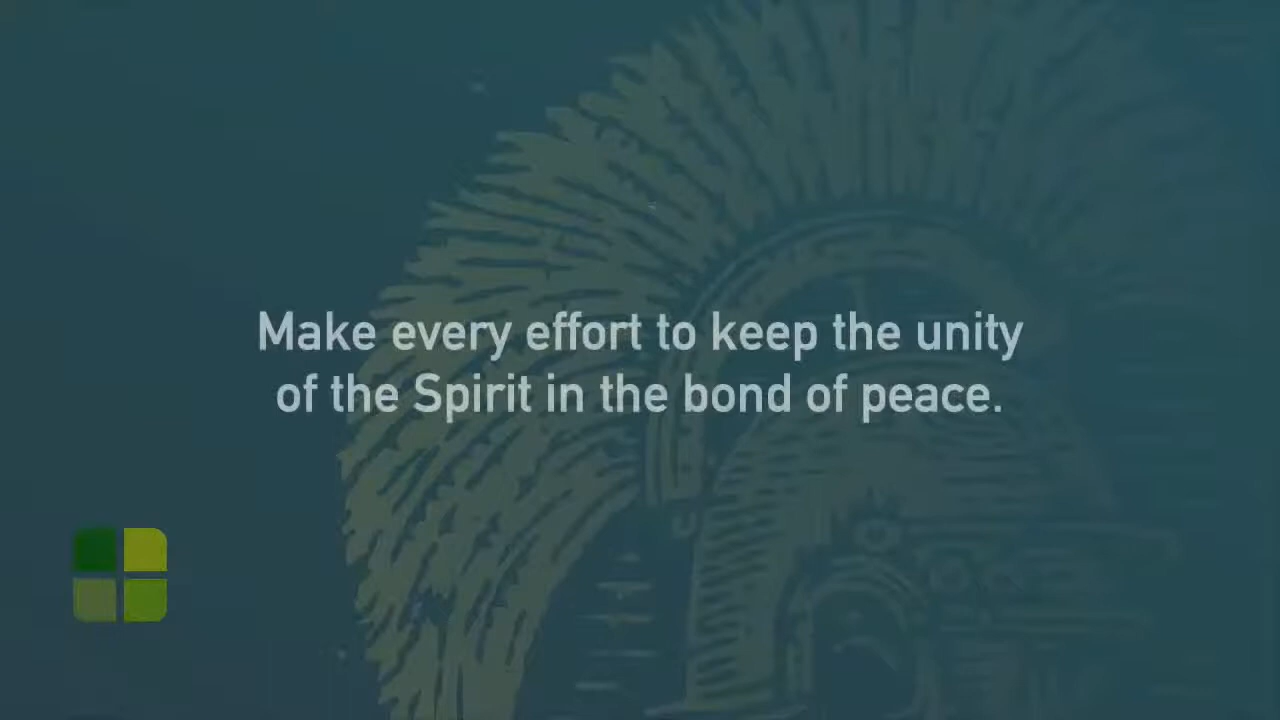 Make every effort to keep the unity
of the Spirit in the bond of peace.